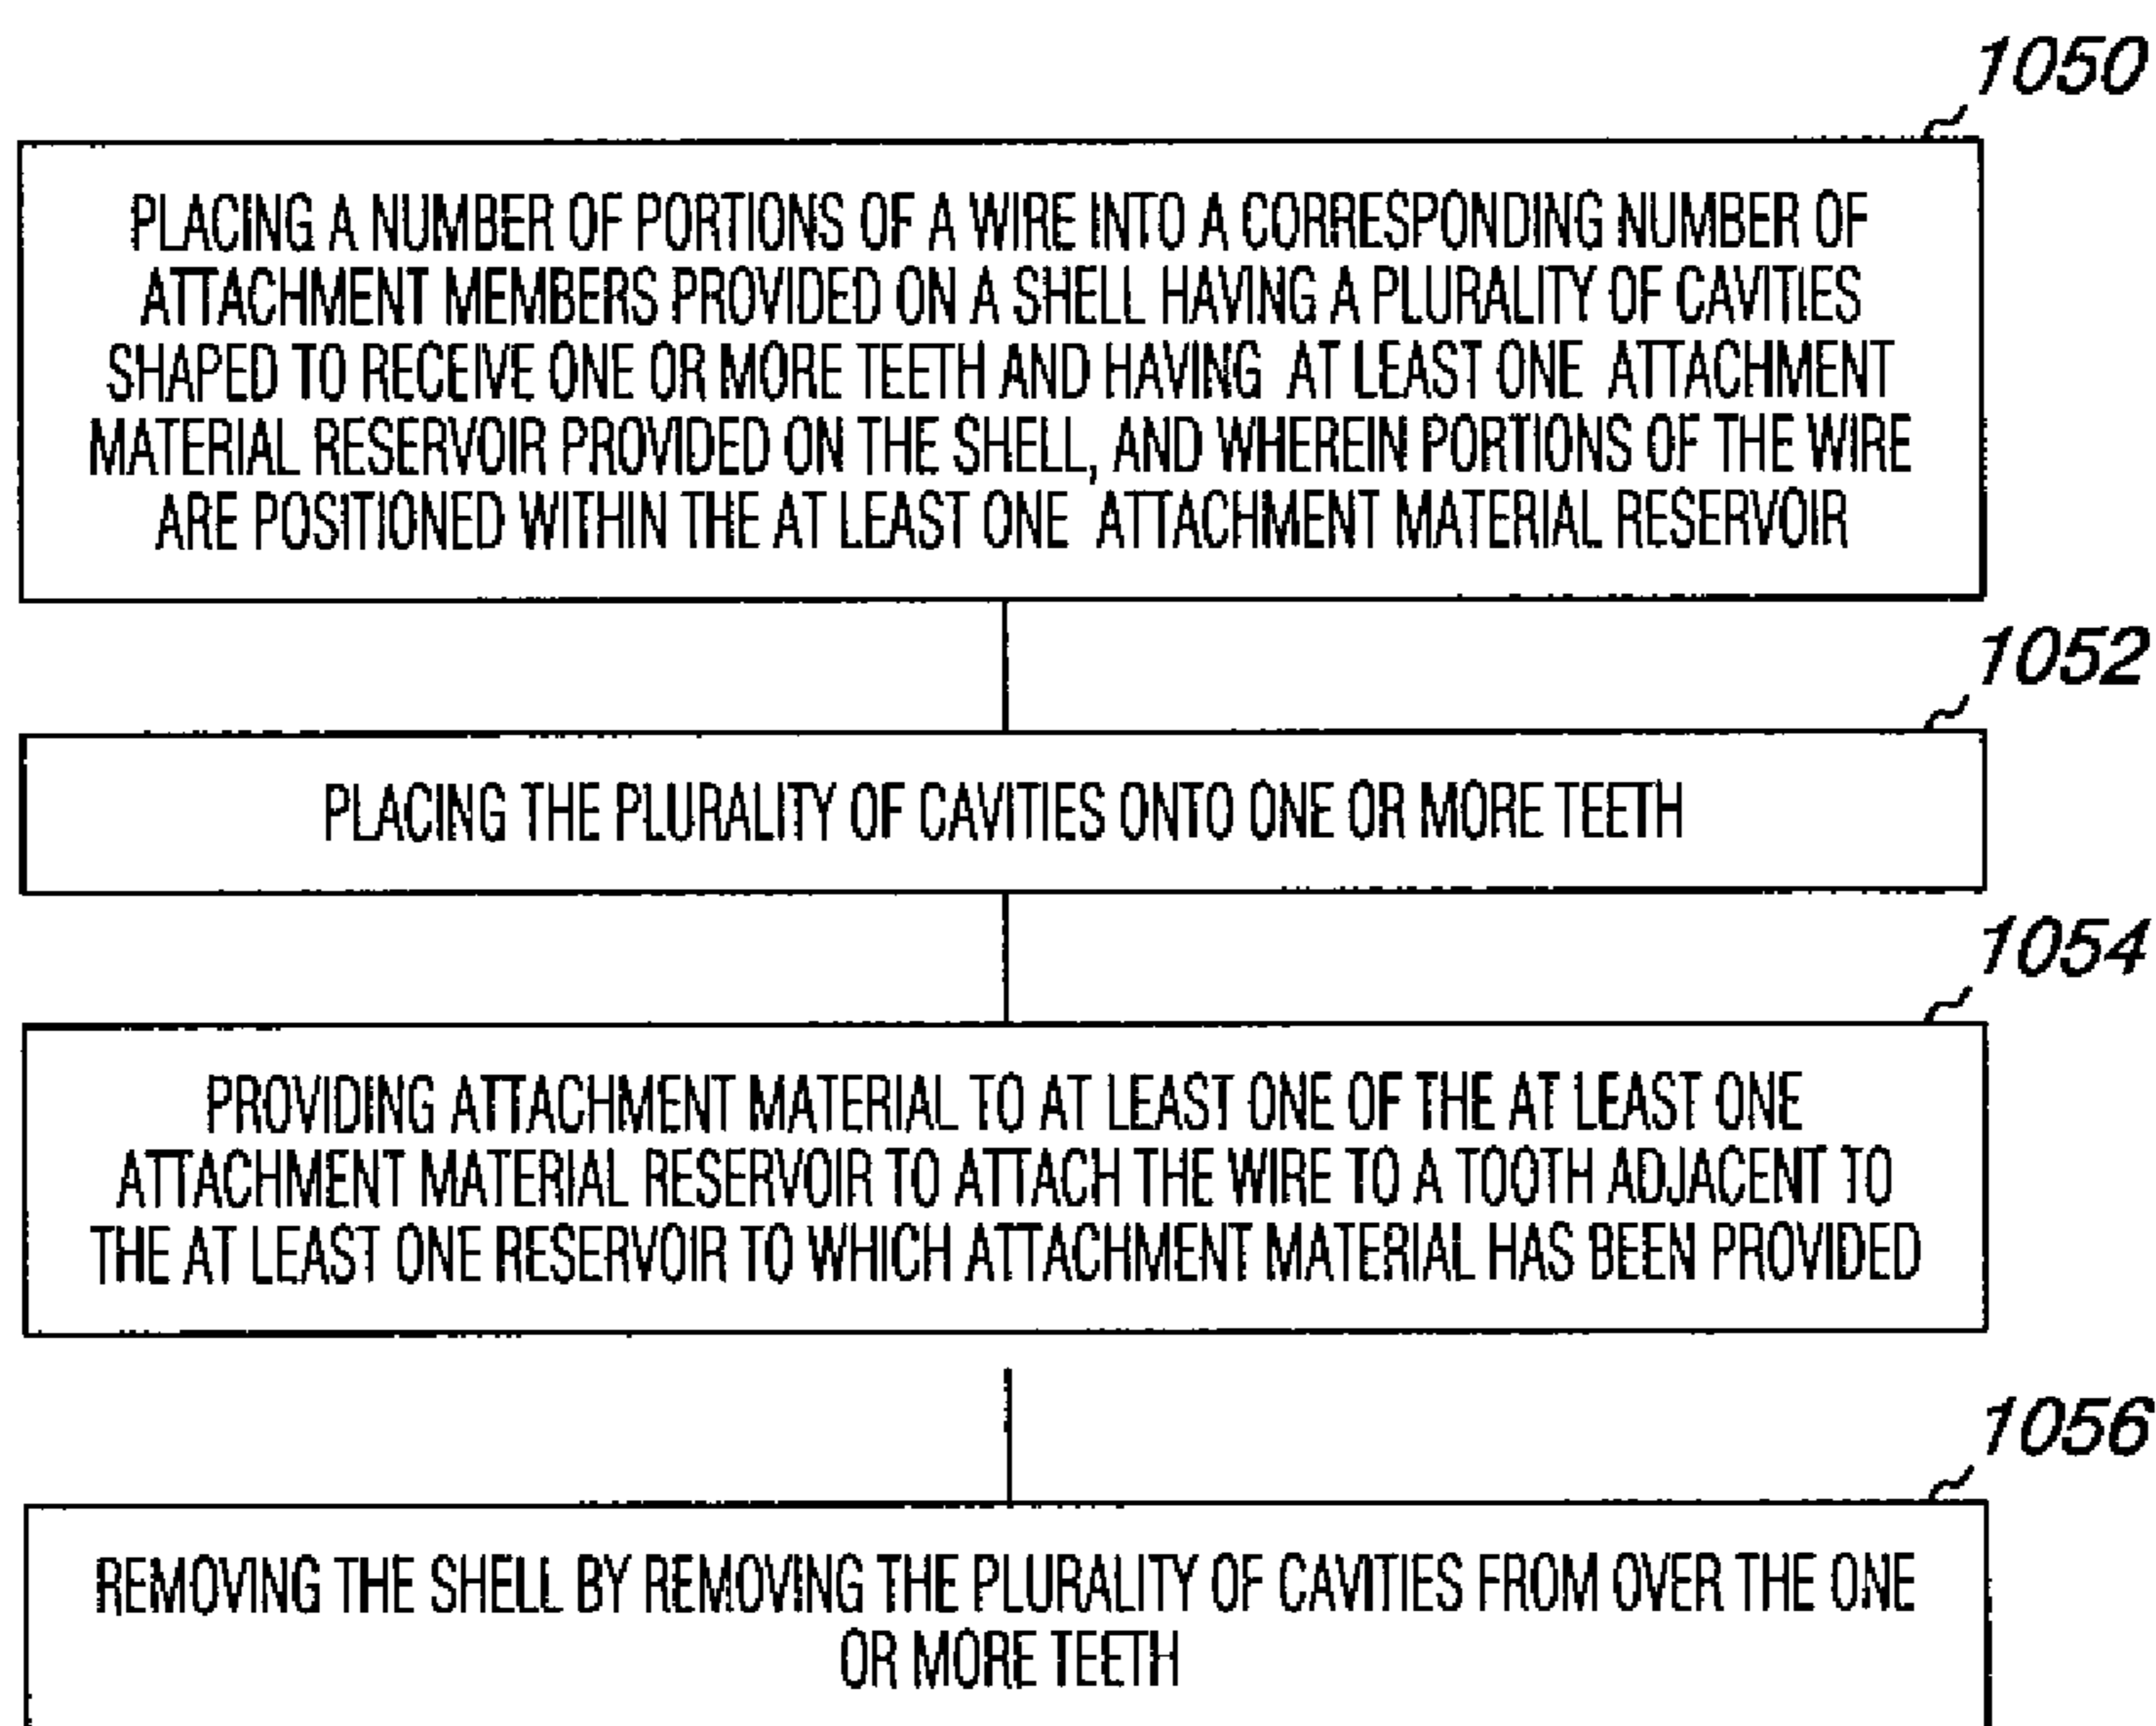 1050
PLACING A NUMBER OF PORTIONS OF A WIRE INTO A CORRESPONDING NUMBER OF
ATTACHMENT MEMBERS PROVIDED ON A SHELL HAVING A PLURALITY OF CAVITIES
SHAPED TO RECEIVE ONE OR MORE TEETH AND HAVING AT LEAST ONE ATTACHMENT
MATERIAL RESERVOIR PROVIDED ON THE SHELL, AND WHEREIN PORTIONS OF THE WIRE
ARE POSITIONED WITHIN THE AT LEAST ONE ATTACHMENT MATERIAL RESERVOIR
1052
PLACING THE PLURALITY OF CAVITIES ONTO ONE OR MORE TEETH
1054
PROVIDING ATTACHMENT MATERIAL TO AT LEAST ONE OF THE AT LEAST ONE
ATTACHMENT MATERIAL RESERVOIR TO ATTACH THE WIRE TO A TOOTH ADJACENT TO
THE AT LEAST ONE RESERVOIR TO WHICH ATTACHMENT MATERIAL HAS BEEN PROVIDED
1056
REMOVING THE SHELL BY REMOVING THE PLURALITY OF CAVITIES FROM OVER THE ONE
OR MORE TEETH